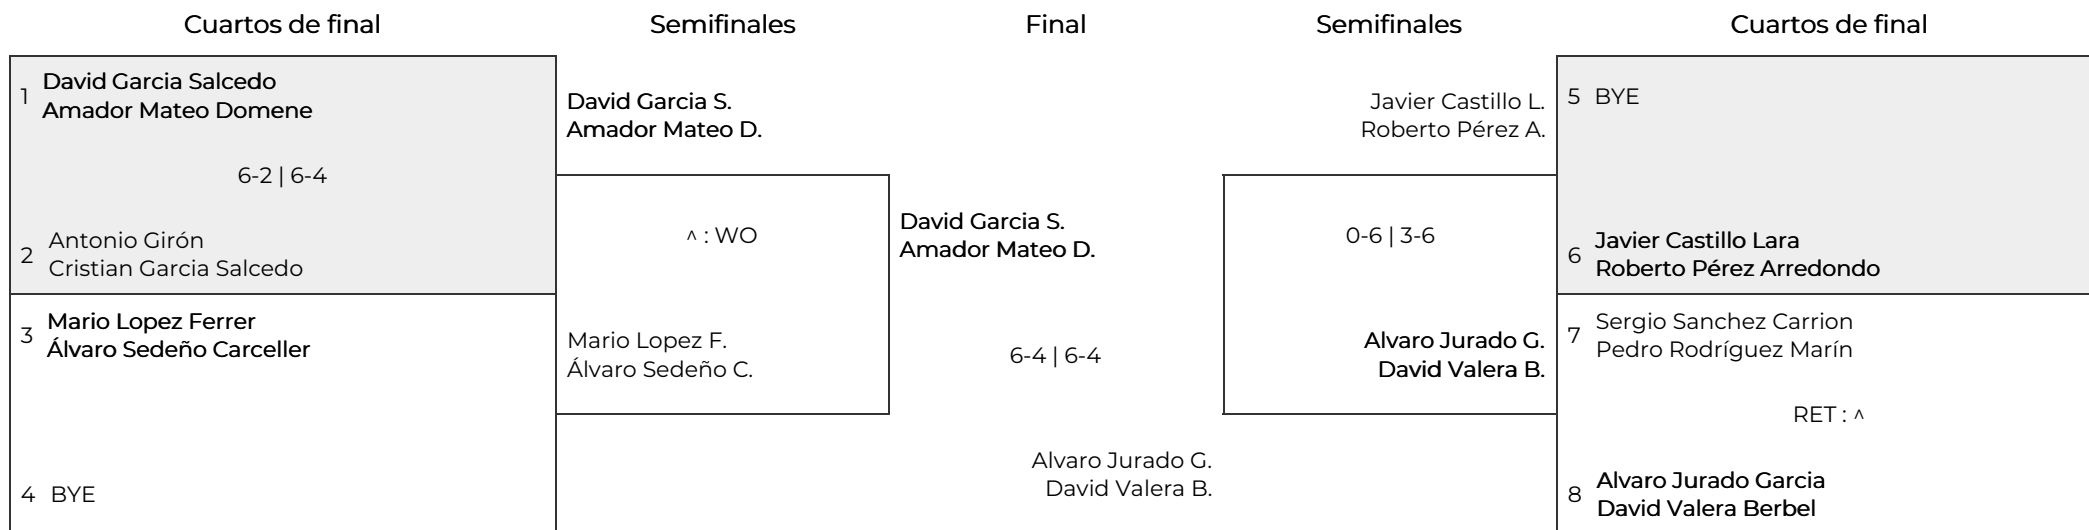 Cuartos de final
Semifinales
Final
Semifinales
Cuartos de final
1
David Garcia Salcedo
Amador Mateo Domene
6-2 | 6-4
2
Antonio Girón
Cristian Garcia Salcedo
3
Mario Lopez Ferrer
Álvaro Sedeño Carceller
4 BYE
David Garcia S.
Amador Mateo D.
^ : WO
Mario Lopez F.
Álvaro Sedeño C.
David Garcia S.
Amador Mateo D.
6-4 | 6-4
Alvaro Jurado G.
David Valera B.
Javier Castillo L.
Roberto Pérez A.
0-6 | 3-6
Alvaro Jurado G.
David Valera B.
5 BYE
6
Javier Castillo Lara
Roberto Pérez Arredondo
7
Sergio Sanchez Carrion
Pedro Rodríguez Marín
RET : ^
8
Alvaro Jurado Garcia
David Valera Berbel